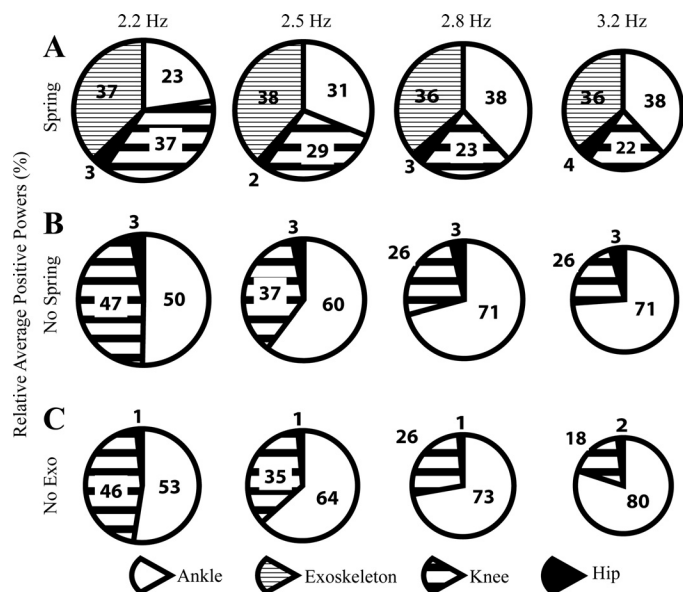 2.2 Hz 2.5 Hz 2.8 Hz 3.2 Hz
Relative Average Positive Powers (%)
A
Spring
37 23 37 3
38 31 29 2
36 38 23 3
36 38 22 4
B
No Spring
3 47 50
3 37 60
3 26 71
3 26 71
C
No Exo
1 46 53
1 35 64
1 26 73
2 18 80
Ankle Exoskeleton Knee Hip